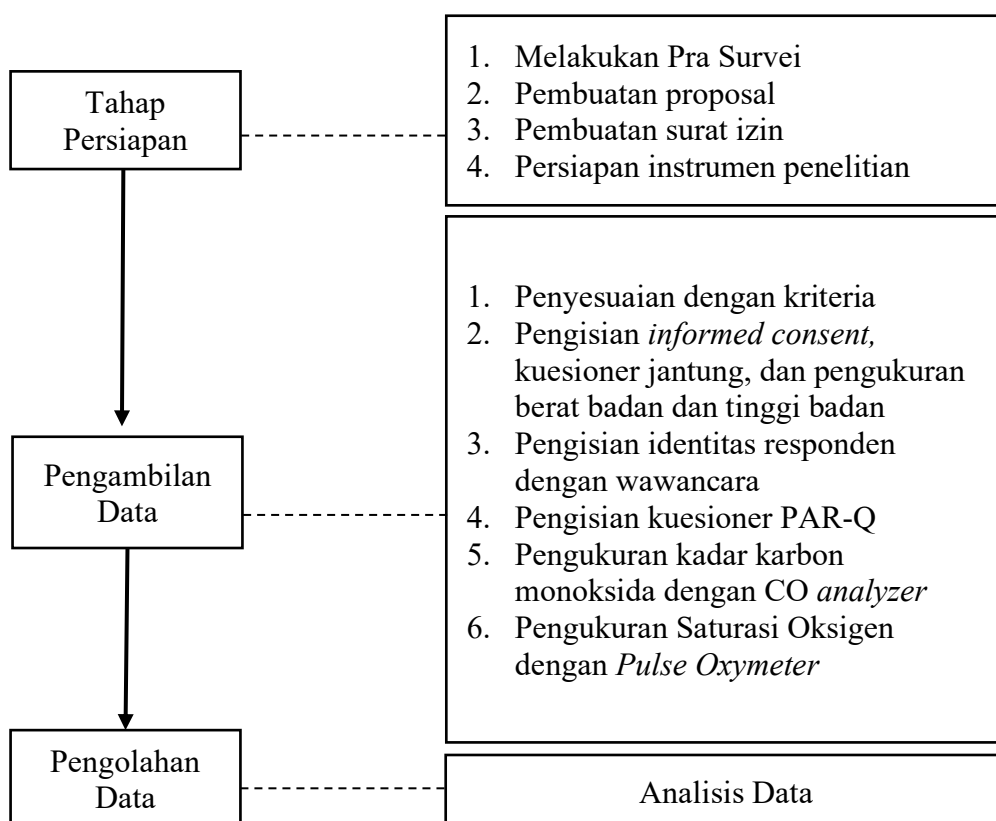 Tahap
Persiapan
1. Melakukan Pra Survei
2. Pembuatan proposal
3. Pembuatan surat izin
4. Persiapan instrumen penelitian
Pengambilan
Data
1. Penyesuaian dengan kriteria
2. Pengisian informed consent,
kuesioner jantung, dan pengukuran
berat badan dan tinggi badan
3. Pengisian identitas responden
dengan wawancara
4. Pengisian kuesioner PAR-Q
5. Pengukuran kadar karbon
monoksida dengan CO analyzer
6. Pengukuran Saturasi Oksigen
dengan Pulse Oxymeter
Pengolahan
Data
Analisis Data